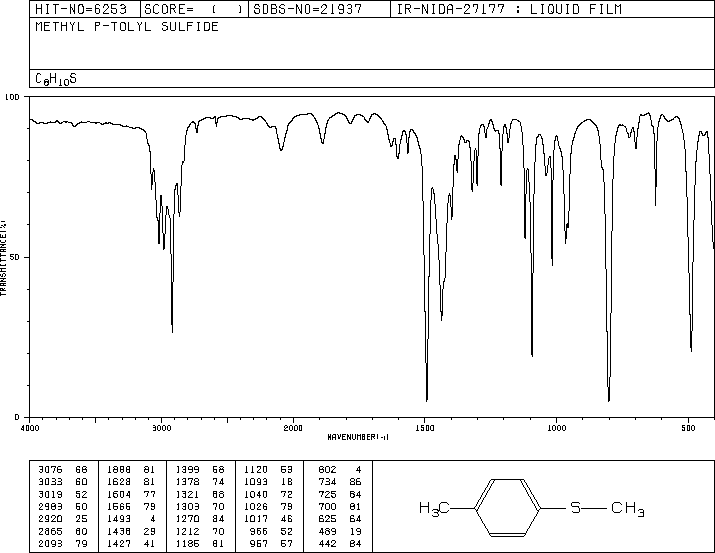 HIT-NO=6253 SCORE= ( ) SDBS-NO=21937 IR-NIDA-27177 : LIQUID FILM
METHYL P-TOLYL SULFIDE
C8H10S
100
50
0
TRANSMITTANCE(%)
4000 3000 2000 1500 1000 500
WAVENUMBER(-1)
3076 68 1888 81 1399 58 1120 53 802 4
3033 60 1628 81 1378 74 1093 18 734 86
3019 52 1604 77 1321 68 1040 72 725 84
2983 50 1566 79 1303 70 1026 79 700 81
2920 25 1493 4 1270 84 1017 46 625 64
2865 60 1438 29 1212 70 966 52 489 19
2093 79 1427 41 1185 81 957 57 442 84
H3C S CH3